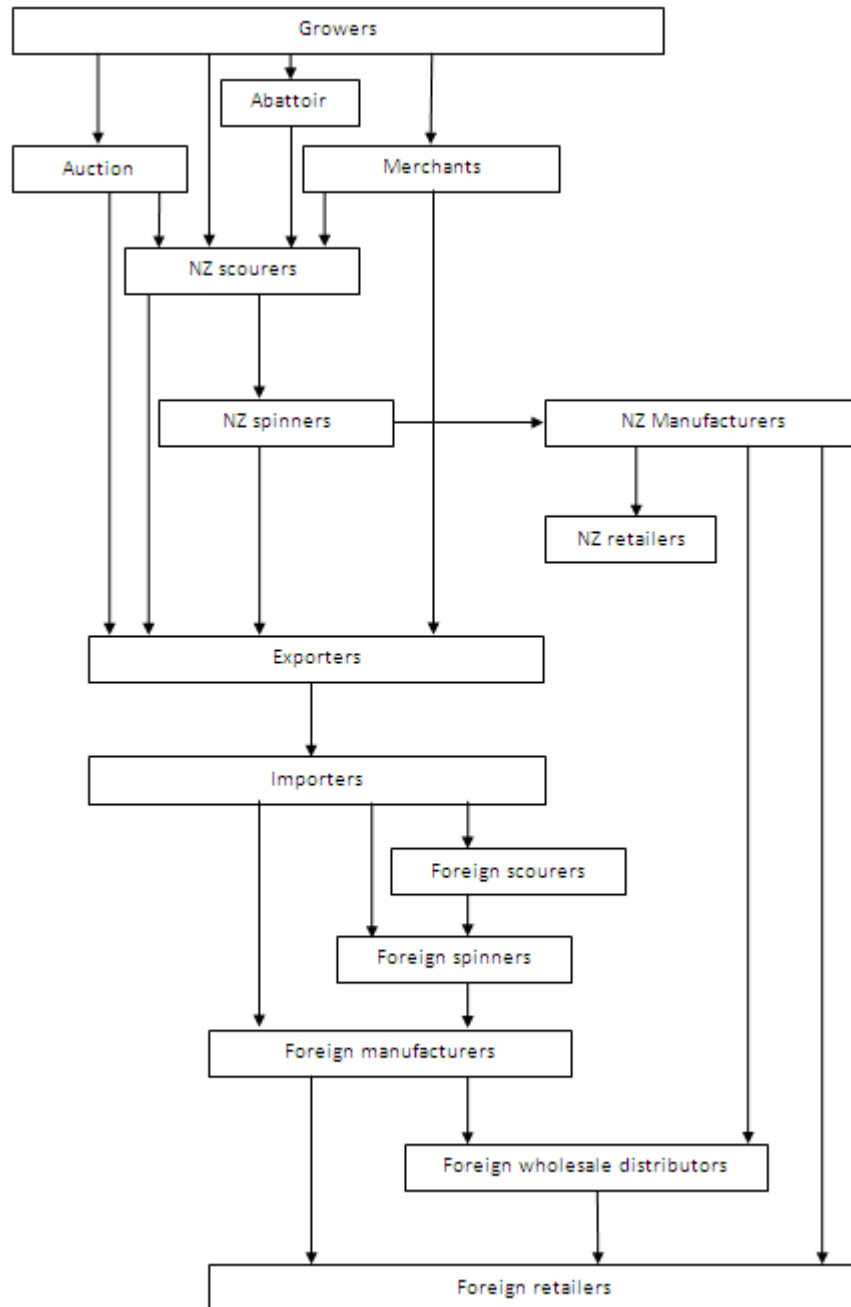 Growers
Abattoir
Auction
Merchants
NZ scourers
NZ spinners
NZ Manufacturers
NZ retailers
Exporters
Importers
Foreign scourers
Foreign spinners
Foreign manufacturers
Foreign wholesale distributors
Foreign retailers